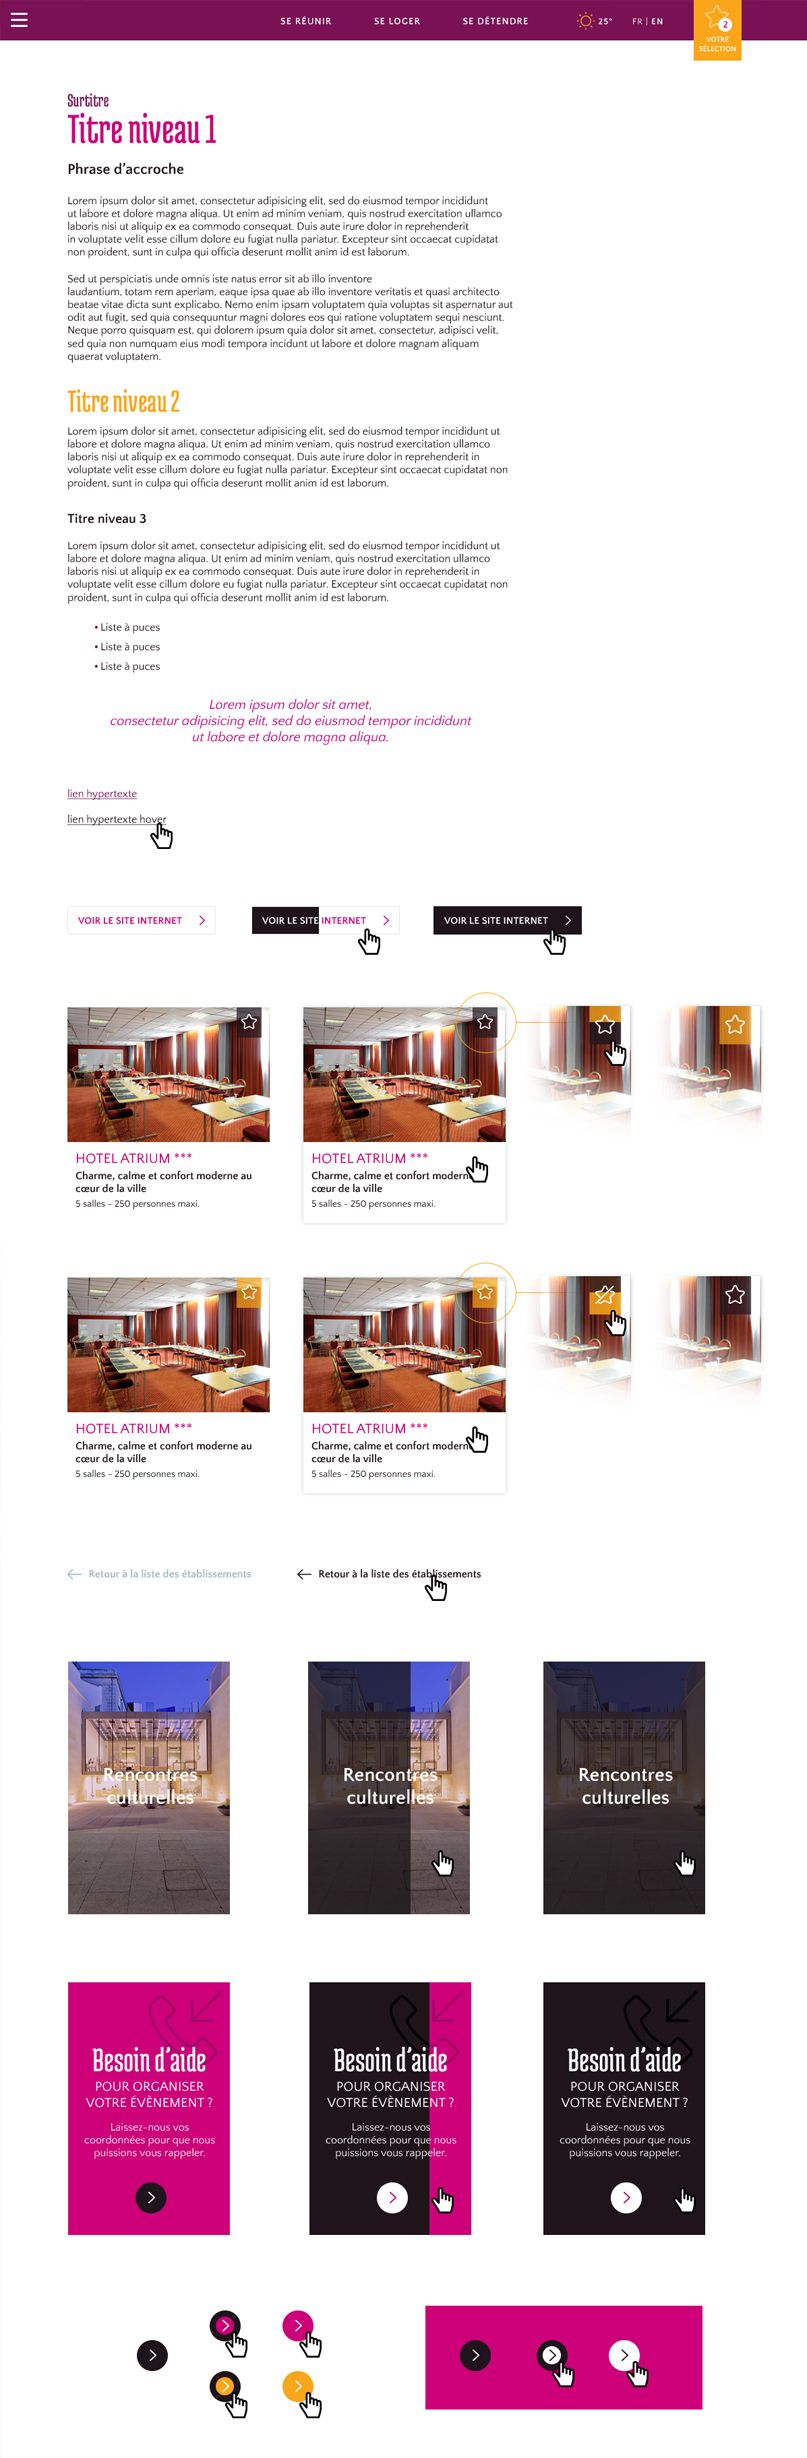 SE RÉUNIR SE LOGER SE DÉTENDRE 25° FR | EN
2
VOTRE
SÉLECTION
Surtitre
Titre niveau 1
Phrase d'accroche
Lorem ipsum dolor sit amet, consectetur adipisicing elit, sed do eiusmod tempor incididunt
ut labore et dolore magna aliqua. Ut enim ad minim veniam, quis nostrud exercitation ullamco
laboris nisi ut aliquip ex ea commodo consequat. Duis aute irure dolor in reprehenderit
in voluptate velit esse cillum dolore eu fugiat nulla pariatur. Excepteur sint occaecat cupidatat
non proident, sunt in culpa qui officia deserunt mollit anim id est laborum.
Sed ut perspiciatis unde omnis iste natus error sit ab illo inventore
laudantium, totam rem aperiam, eaque ipsa quae ab illo inventore veritatis et quasi architecto
beatae vitae dicta sunt explicabo. Nemo enim ipsam voluptatem quia voluptas sit aspernatur aut
odit aut fugit, sed quia consequuntur magni dolores eos qui ratione voluptatem sequi nesciunt.
Neque porro quisquam est, qui dolorem ipsum quia dolor sit amet, consectetur, adipisci velit,
sed quia non numquam eius modi tempora incidunt ut labore et dolore magnam aliquam
quaerat voluptatem.
Titre niveau 2
Lorem ipsum dolor sit amet, consectetur adipisicing elit, sed do eiusmod tempor incididunt ut
labore et dolore magna aliqua. Ut enim ad minim veniam, quis nostrud exercitation ullamco
laboris nisi ut aliquip ex ea commodo consequat. Duis aute irure dolor in reprehenderit in
voluptate velit esse cillum dolore eu fugiat nulla pariatur. Excepteur sint occaecat cupidatat non
proident, sunt in culpa qui officia deserunt mollit anim id est laborum.
Titre niveau 3
Lorem ipsum dolor sit amet, consectetur adipisicing elit, sed do eiusmod tempor incididunt ut
labore et dolore magna aliqua. Ut enim ad minim veniam, quis nostrud exercitation ullamco
laboris nisi ut aliquip ex ea commodo consequat. Duis aute irure dolor in reprehenderit in
voluptate velit esse cillum dolore eu fugiat nulla pariatur. Excepteur sint occaecat cupidatat non
proident, sunt in culpa qui officia deserunt mollit anim id est laborum.
• Liste à puces
• Liste à puces
• Liste à puces
Lorem ipsum dolor sit amet,
consectetur adipisicing elit, sed do eiusmod tempor incididunt
ut labore et dolore magna aliqua.
lien hypertexte
lien hypertexte hover
VOIR LE SITE INTERNET VOIR LE SITE INTERNET VOIR LE SITE INTERNET
HOTEL ATRIUM ***
Charme, calme et confort moderne au
cœur de la ville
5 salles - 250 personnes maxi.
HOTEL ATRIUM ***
Charme, calme et confort modern
cœur de la ville
5 salles - 250 personnes maxi.
HOTEL ATRIUM ***
Charme, calme et confort moderne au
cœur de la ville
5 salles - 250 personnes maxi.
HOTEL ATRIUM ***
Charme, calme et confort modern
cœur de la ville
5 salles - 250 personnes maxi.
Retour à la liste des établissements Retour à la liste des établissements
Rencontres
culturelles
Rencontres
culturelles
Rencontres
culturelles
Besoin d'aide
POUR ORGANISER
VOTRE ÉVÈNEMENT ?
Laissez-nous vos
coordonnées pour que nous
puissions vous rappeler.
Besoin d'aide
POUR ORGANISER
VOTRE ÉVÈNEMENT ?
Laissez-nous vos
coordonnées pour que nous
puissions vous rappeler.
Besoin d'aide
POUR ORGANISER
VOTRE ÉVÈNEMENT ?
Laissez-nous vos
coordonnées pour que nous
puissions vous rappeler.